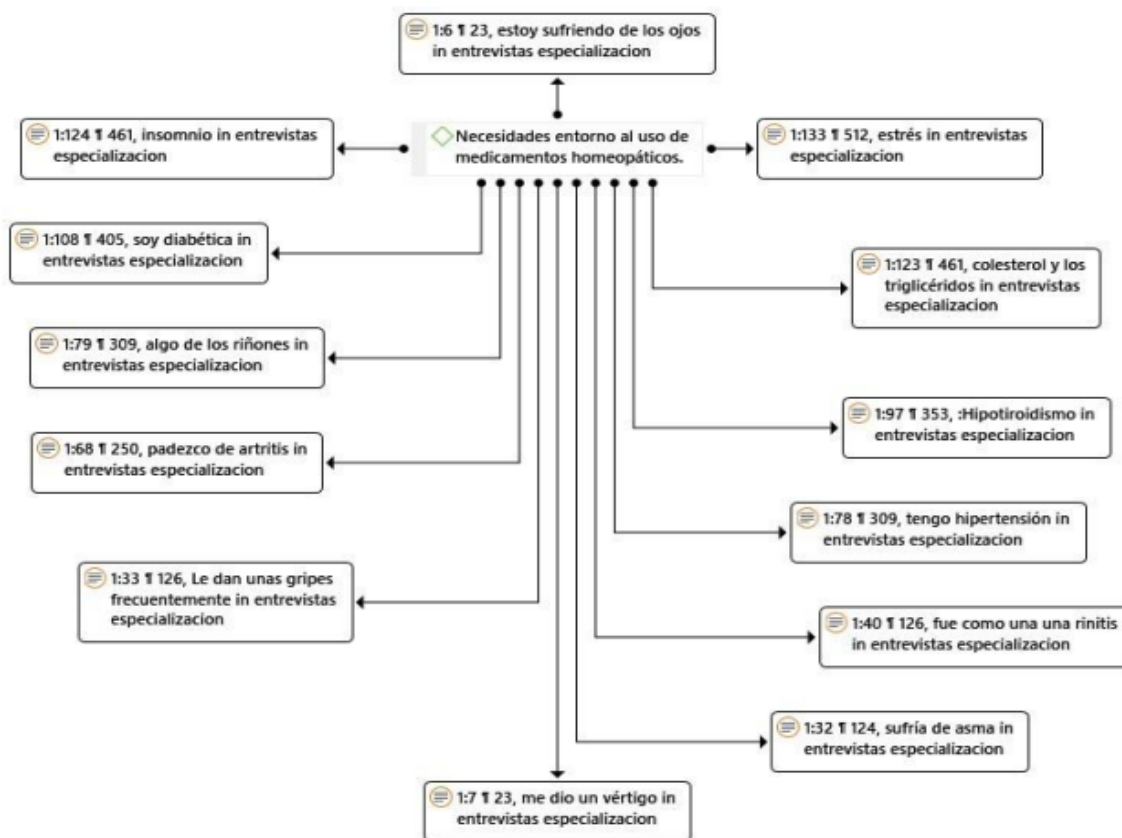 1:6 ¶ 23, estoy sufriendo de los ojos
in entrevistas especializacion
1:124 ¶ 461, insomnio in entrevistas
especializacion
Necesidades entorno al uso de
medicamentos homeopáticos.
1:133 ¶ 512, estrés in entrevistas
especializacion
1:108 ¶ 405, soy diabética in
entrevistas especializacion
1:123 ¶ 461, colesterol y los
triglicéridos in entrevistas
especializacion
1:79 ¶ 309, algo de los riñones in
entrevistas especializacion
1:97 ¶ 353, :Hipotiroidismo in
entrevistas especializacion
1:68 ¶ 250, padezco de artritis in
entrevistas especializacion
1:78 ¶ 309, tengo hipertensión in
entrevistas especializacion
1:33 ¶ 126, Le dan unas gripes
frecuentemente in entrevistas
especializacion
1:40 ¶ 126, fue como una una rinitis
in entrevistas especializacion
1:32 ¶ 124, sufría de asma in
entrevistas especializacion
1:7 ¶ 23, me dio un vértigo in
entrevistas especializacion